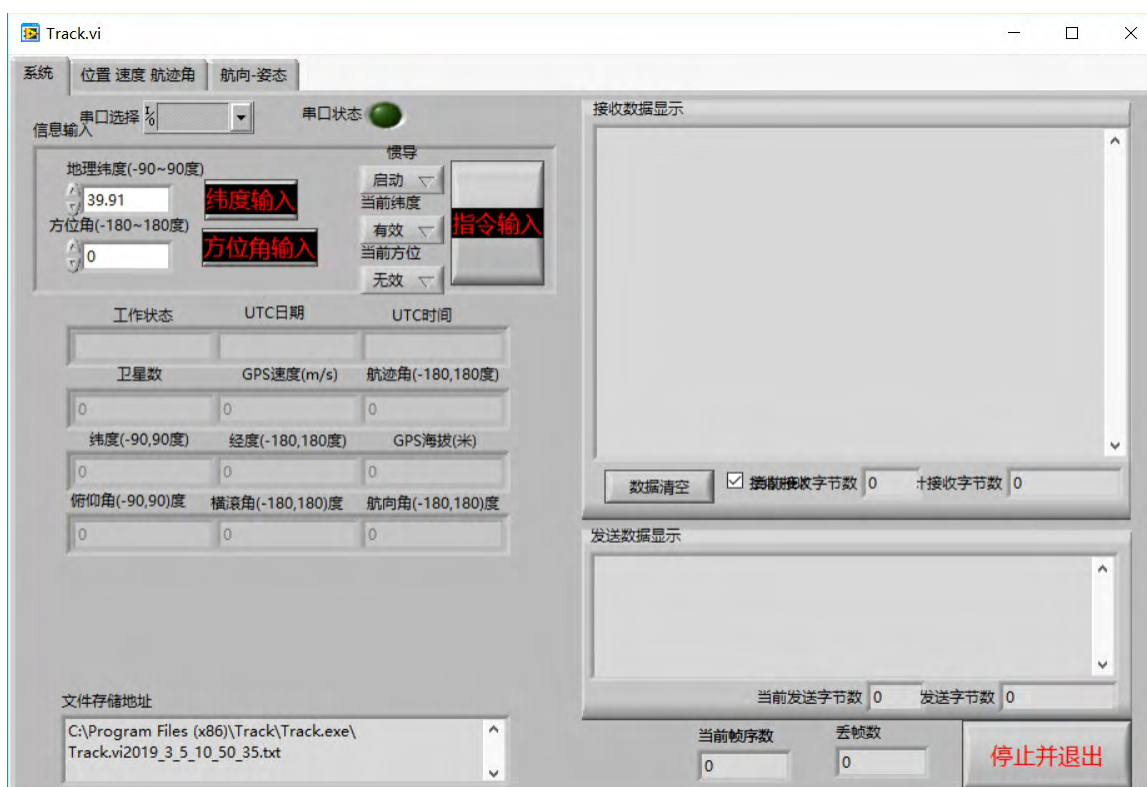 Track.vi
系统
位置 速度 航迹角
航向-姿态
串口选择
串口状态
信息输入
地理纬度(-90~90度)
39.91
纬度输入
方位角(-180~180度)
0
方位角输入
惯导
启动
当前纬度
有效
当前方位
无效
指令输入
工作状态
UTC日期
UTC时间
卫星数
GPS速度(m/s)
航迹角(-180,180度)
0
0
0
纬度(-90,90度)
经度(-180,180度)
GPS海拔(米)
0
0
0
俯仰角(-90,90)度
横滚角(-180,180)度
航向角(-180,180)度
0
0
0
文件存储地址
C:\Program Files (x86)\Track\Track.exe\
Track.vi2019_3_5_10_50_35.txt
接收数据显示
数据清空
接收字节数
0
接收字节数
0
发送数据显示
当前发送字节数
0
发送字节数
0
当前帧序数
0
丢帧数
0
停止并退出